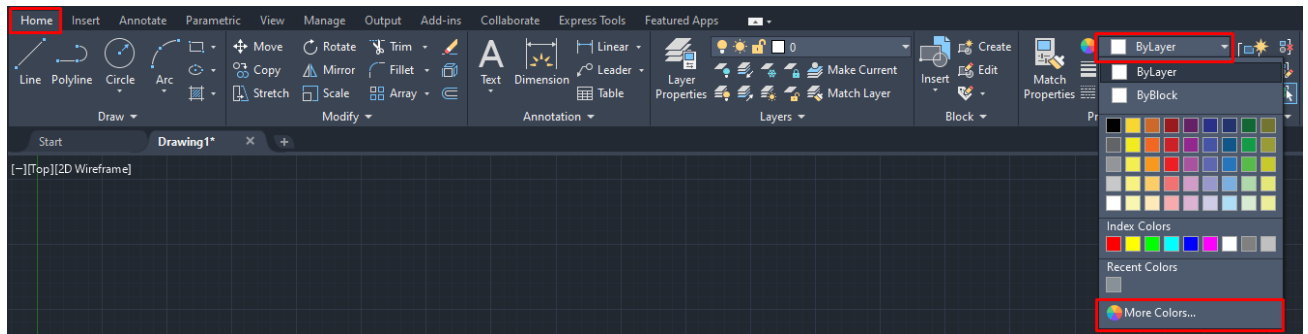 Home Insert Annotate Parametric View Manage Output Add-ins Collaborate Express Tools Featured Apps
Move Rotate Trim Linear 0 Create ByLayer
Line Polyline Circle Arc Copy Mirror Fillet Text Dimension Leader Layer Properties Make Current Insert Edit Match Properties ByLayer
Stretch Scale Array Table Match Layer ByBlock
Draw Modify Annotation Layers Block
Start Drawing1*
[−][Top][2D Wireframe]
Index Colors
Recent Colors
More Colors...